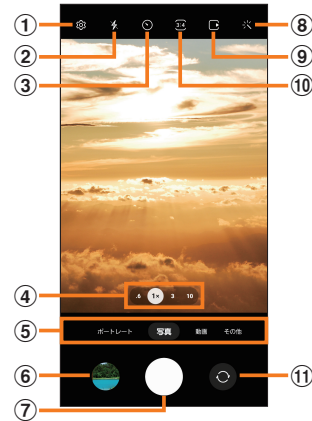 ① ⑧
② ⑨
③ 3:4 ⑩
④ .6 1× 3 10
⑤ ポートレート 写真 動画 その他
⑥ ⑪
⑦